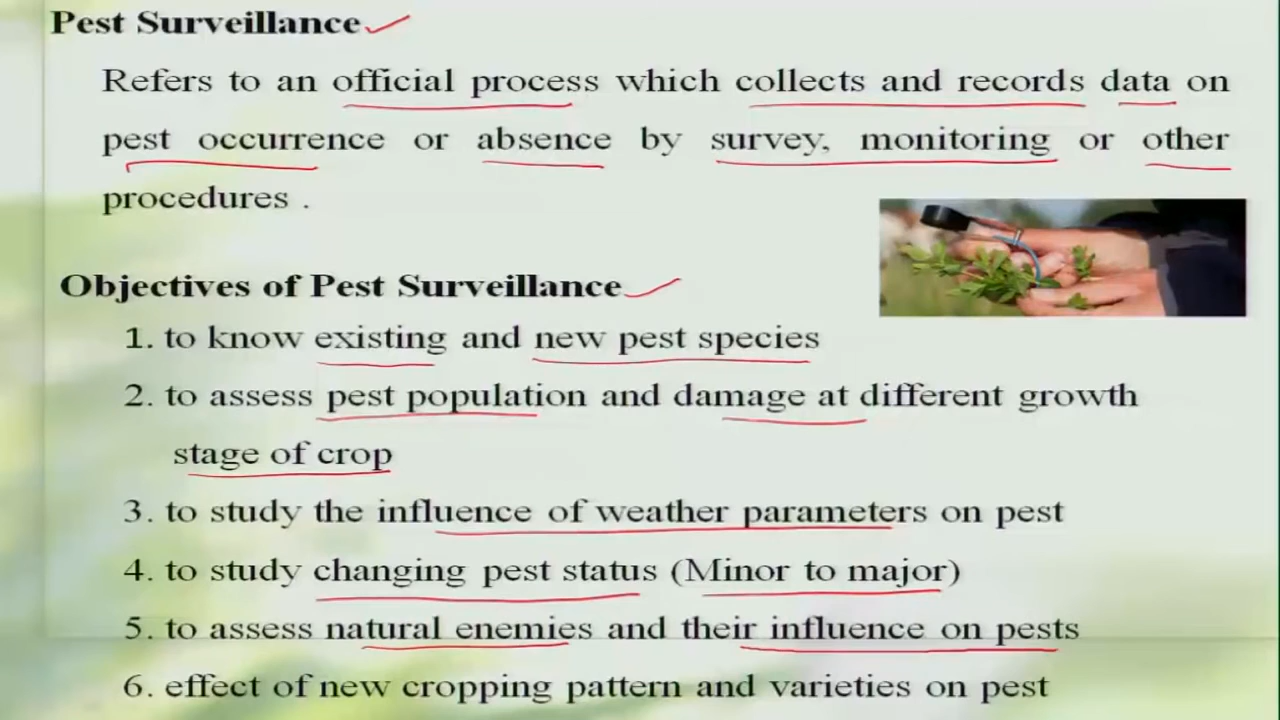 Pest Surveillance
Refers to an official process which collects and records data on
pest occurrence or absence by survey, monitoring or other
procedures .
Objectives of Pest Surveillance
1. to know existing and new pest species
2. to assess pest population and damage at different growth
stage of crop
3. to study the influence of weather parameters on pest
4. to study changing pest status (Minor to major)
5. to assess natural enemies and their influence on pests
6. effect of new cropping pattern and varieties on pest